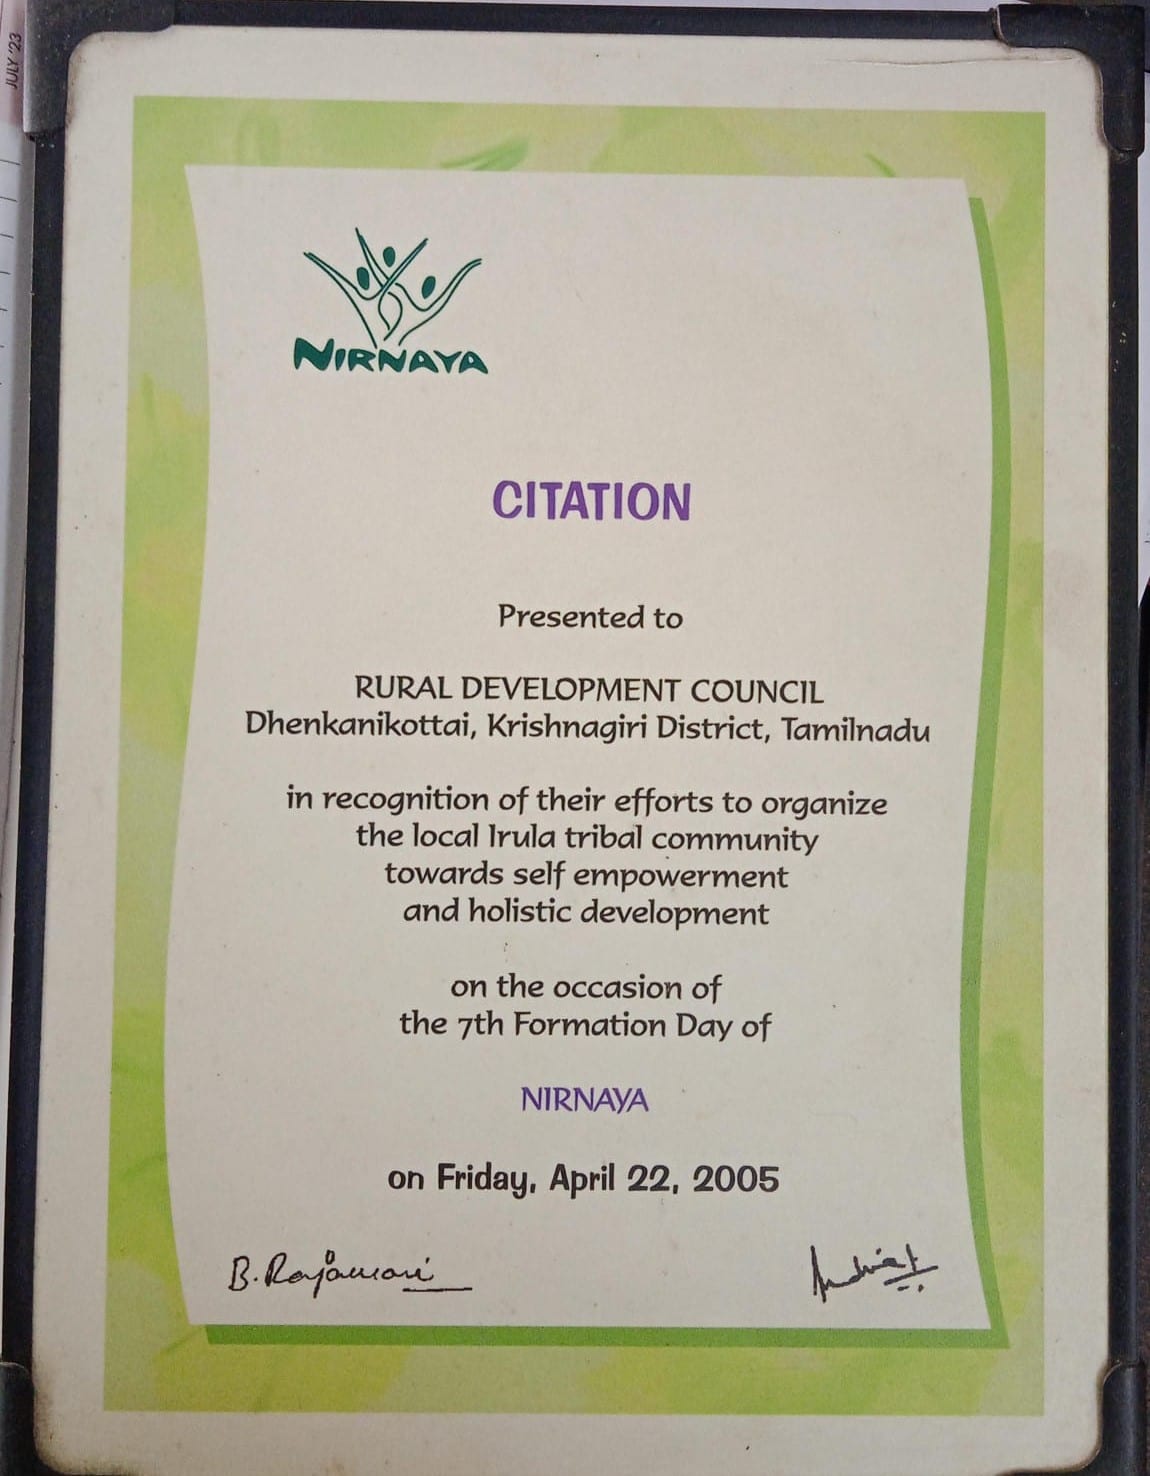 JULY '23
NIRNAYA
CITATION
Presented to
RURAL DEVELOPMENT COUNCIL
Dhenkanikottai, Krishnagiri District, Tamilnadu
in recognition of their efforts to organize
the local Irula tribal community
towards self empowerment
and holistic development
on the occasion of
the 7th Formation Day of
NIRNAYA
on Friday, April 22, 2005
B. Rajamani